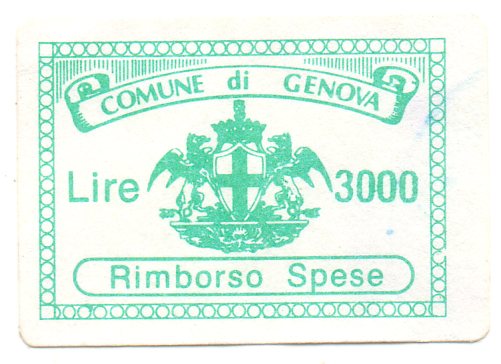 COMUNE di GENOVA
Lire 3000
Rimborso Spese